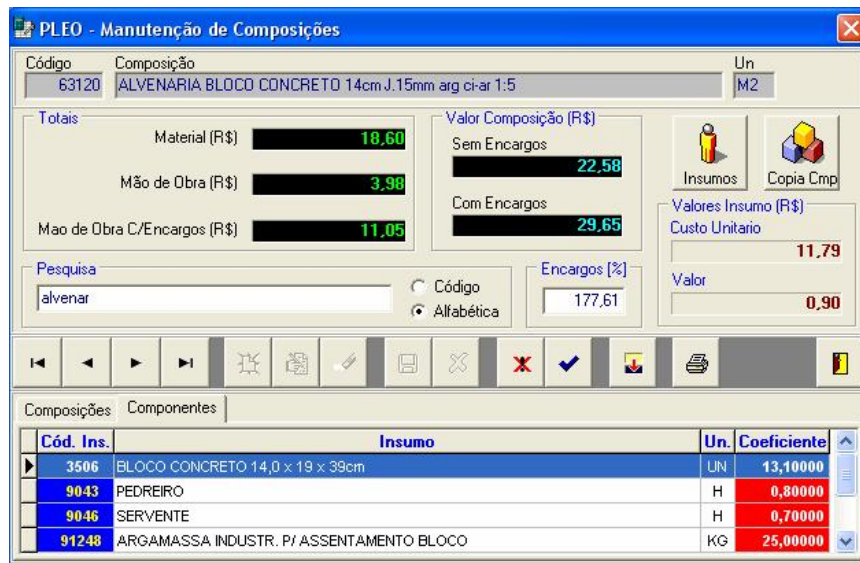 PLEO - Manutenção de Composições
Código Composição Un
63120 ALVENARIA BLOCO CONCRETO 14cm J.15mm arg ci-ar 1:5 M2
Totais
Material (R$) 18,60
Mão de Obra (R$) 3,98
Mao de Obra C/Encargos (R$) 11,05
Valor Composição (R$)
Sem Encargos
22,58
Com Encargos
29,65
Insumos Copia Cmp
Valores Insumo (R$)
Custo Unitario
11,79
Valor
0,90
Pesquisa
alvenar
Código
Alfabética
Encargos [%]
177,61
Composições Componentes
Cód. Ins. Insumo Un. Coeficiente
3506 BLOCO CONCRETO 14,0 x 19 x 39cm UN 13,10000
9043 PEDREIRO H 0,80000
9046 SERVENTE H 0,70000
91248 ARGAMASSA INDUSTR. P/ ASSENTAMENTO BLOCO KG 25,00000